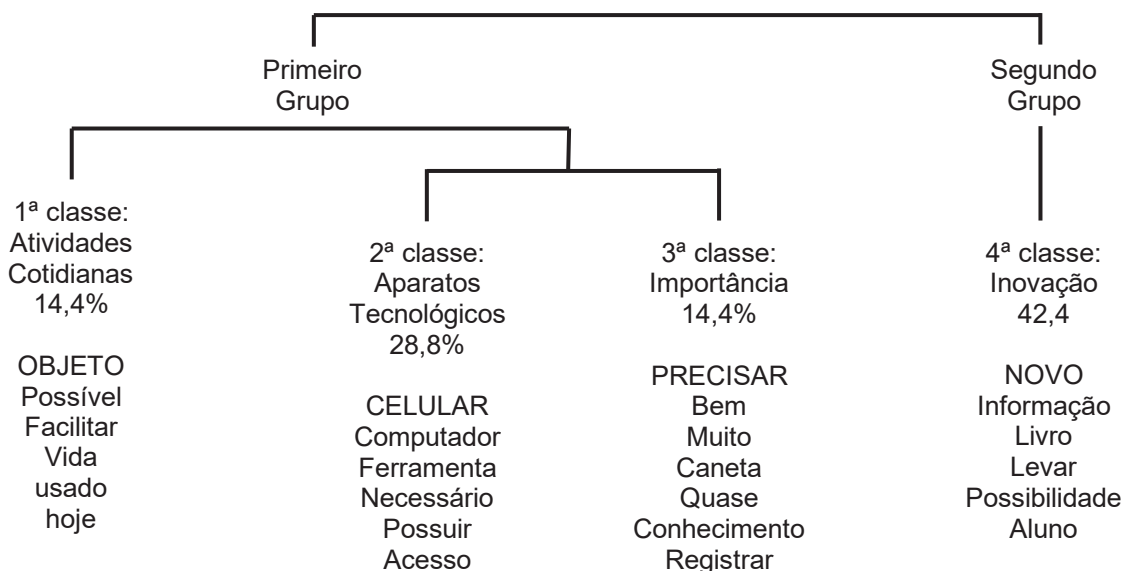 Primeiro
Grupo
Segundo
Grupo
1ª classe:
Atividades
Cotidianas
14,4%
OBJETO
Possível
Facilitar
Vida
usado
hoje
2ª classe:
Aparatos
Tecnológicos
28,8%
CELULAR
Computador
Ferramenta
Necessário
Possuir
Acesso
3ª classe:
Importância
14,4%
PRECISAR
Bem
Muito
Caneta
Quase
Conhecimento
Registrar
4ª classe:
Inovação
42,4
NOVO
Informação
Livro
Levar
Possibilidade
Aluno